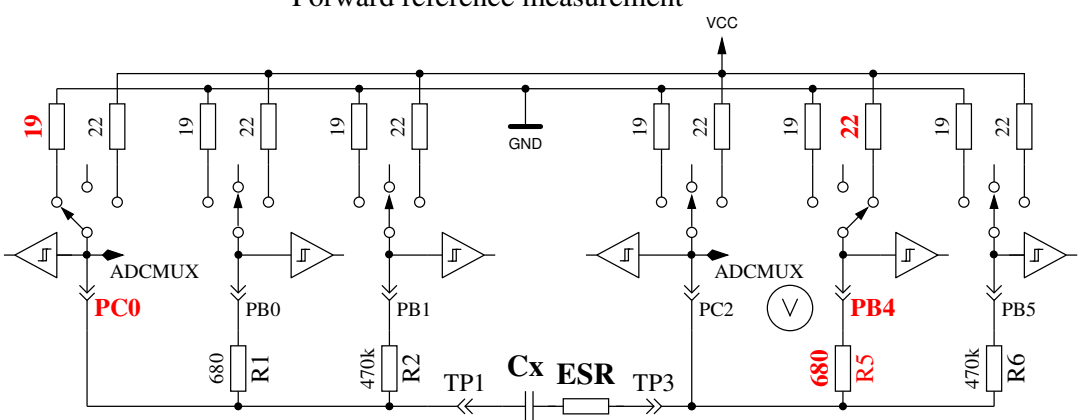 Forward reference measurement
VCC
19 22 19 22 19 22 19 22 19 22 19 22
GND
ADCMUX ADCMUX
PC0 PB0 PB1 PC2 V PB4 PB5
680 R1 470k R2 680 R5 470k R6
TP1 Cx ESR TP3